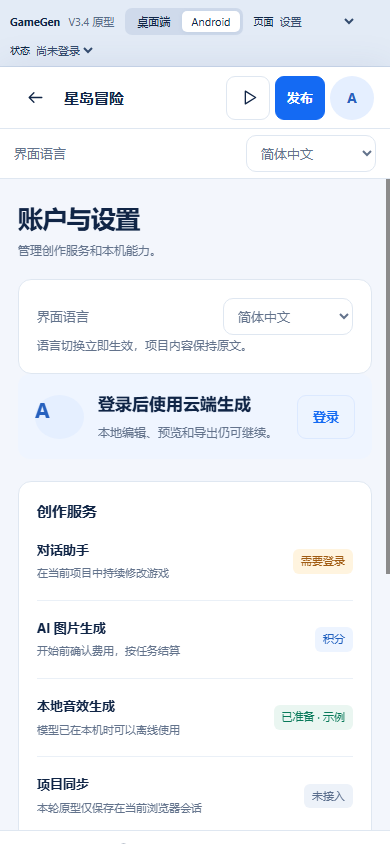 GameGen V3.4 原型 桌面端 Android 页面 设置
状态 尚未登录
星岛冒险 发布 A
界面语言 简体中文
账户与设置
管理创作服务和本机能力。
界面语言 简体中文
语言切换立即生效，项目内容保持原文。
A 登录后使用云端生成 登录
本地编辑、预览和导出仍可继续。
创作服务
对话助手 需要登录
在当前项目中持续修改游戏
AI 图片生成 积分
开始前确认费用，按任务结算
本地音效生成 已准备 · 示例
模型已在本机时可以离线使用
项目同步 未接入
本轮原型仅保存在当前浏览器会话